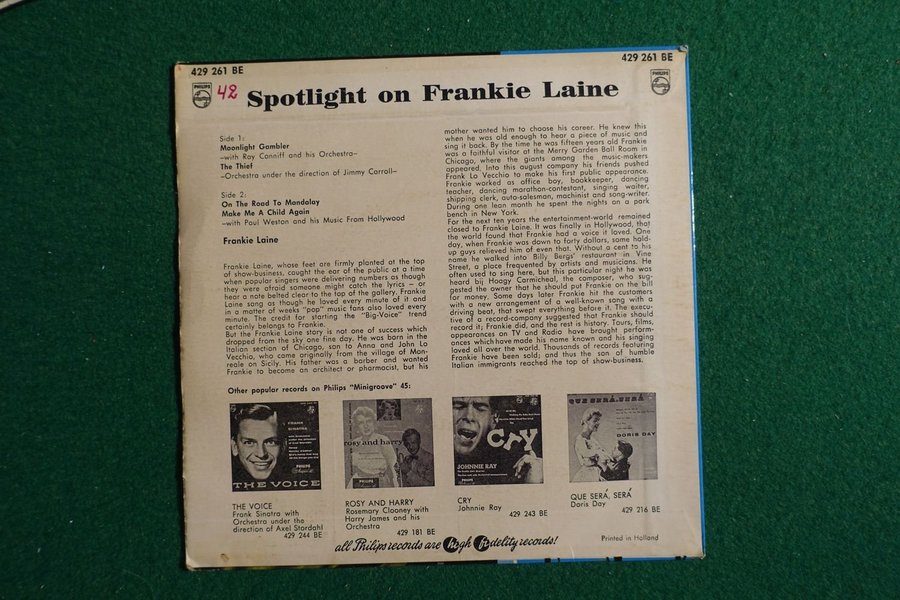 429 261 BE
429 261 BE
PHILIPS
42
Spotlight on Frankie Laine
PHILIPS
Side 1:
Moonlight Gambler
–with Ray Conniff and his Orchestra–
The Thief
–Orchestra under the direction of Jimmy Carroll–
Side 2:
On The Road To Mandalay
Make Me A Child Again
–with Paul Weston and his Music From Hollywood
Frankie Laine
Frankie Laine, whose feet are firmly planted at the top
of show-business, caught the ear of the public at a time
when popular singers were delivering numbers as though
they were afraid someone might catch the lyrics – or
hear a note belted clear to the top of the gallery. Frankie
Laine sang as though he loved every minute of it and
in a matter of weeks "pop" music fans also loved every
minute. The credit for starting the "Big-Voice" trend
certainly belongs to Frankie.
But the Frankie Laine story is not one of success which
dropped from the sky one fine day. He was born in the
Italian section of Chicago, son to Anna and John Lo
Vecchio, who came originally from the village of Mon-
reale on Sicily. His father was a barber and wanted
Frankie to become an architect or pharmacist, but his
mother wanted him to choose his career. He knew this
when he was old enough to hear a piece of music and
sing it back. By the time he was fifteen years old Frankie
was a faithful visitor at the Merry Garden Ball Room in
Chicago, where the giants among the music-makers
appeared. Into this august company his friends pushed
Frank Lo Vecchio to make his first public appearance.
Frankie worked as office boy, bookkeeper, dancing
teacher, dancing marathon-contestant, singing waiter,
shipping clerk, auto-salesman, machinist and song-writer.
During one lean month he spent the nights on a park
bench in New York.
For the next ten years the entertainment-world remained
closed to Frankie Laine. It was finally in Hollywood, that
the world found that Frankie had a voice it loved. One
day, when Frankie was down to forty dollars, some hold-
up guys relieved him of even that. Without a cent to his
name he walked into Billy Bergs' restaurant in Vine
Street, a place frequented by artists and musicians. He
often used to sing here, but this particular night he was
heard bij Hoagy Carmichael, the composer, who sug-
gested the owner that he should put Frankie on the bill
for money. Some days later Frankie hit the customers
with a new arrangement of a well-known song with a
driving beat, that swept everything before it. The execu-
tive of a record-company suggested that Frankie should
record it; Frankie did, and the rest is history. Tours, films,
appearances on TV and Radio have brought perform-
ances which have made his name known and his singing
loved all over the world. Thousands of records featuring
Frankie have been sold; and thus the son of humble
Italian immigrants reached the top of show-business.
Other popular records on Philips "Minigroove" 45:
FRANK
SINATRA
PHILIPS
THE VOICE
rosy and harry
PHILIPS
cry
JOHNNIE RAY
PHILIPS
QUE SERÁ, SERÁ
DORIS DAY
THE VOICE
Frank Sinatra with
Orchestra under the
direction of Axel Stordahl
429 244 BE
ROSY AND HARRY
Rosemary Clooney with
Harry James and his
Orchestra
429 181 BE
CRY
Johnnie Ray
429 243 BE
QUE SERÁ, SERÁ
Doris Day
429 216 BE
all Philips records are high fidelity records!
Printed in Holland